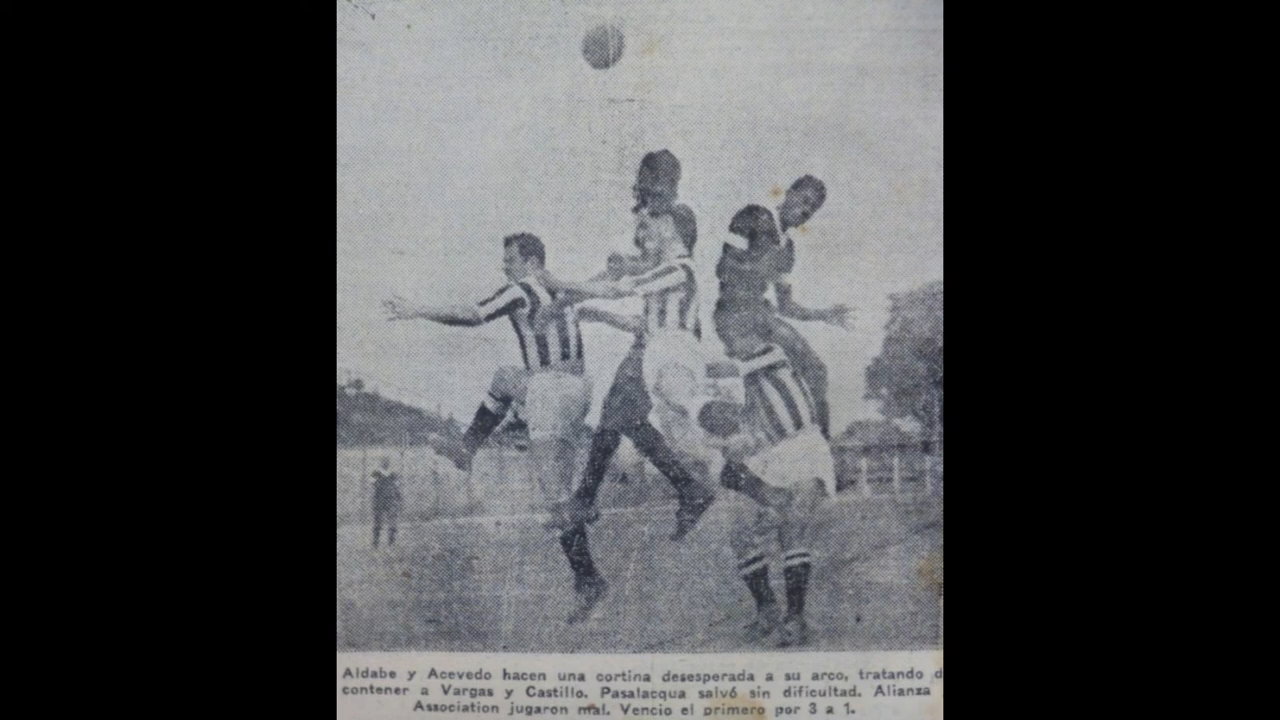 Aldabe y Acevedo hacen una cortina desesperada a su arco, tratando d
contener a Vargas y Castillo. Pasalacqua salvó sin dificultad. Alianza
Association jugaron mal. Vencio el primero por 3 a 1.